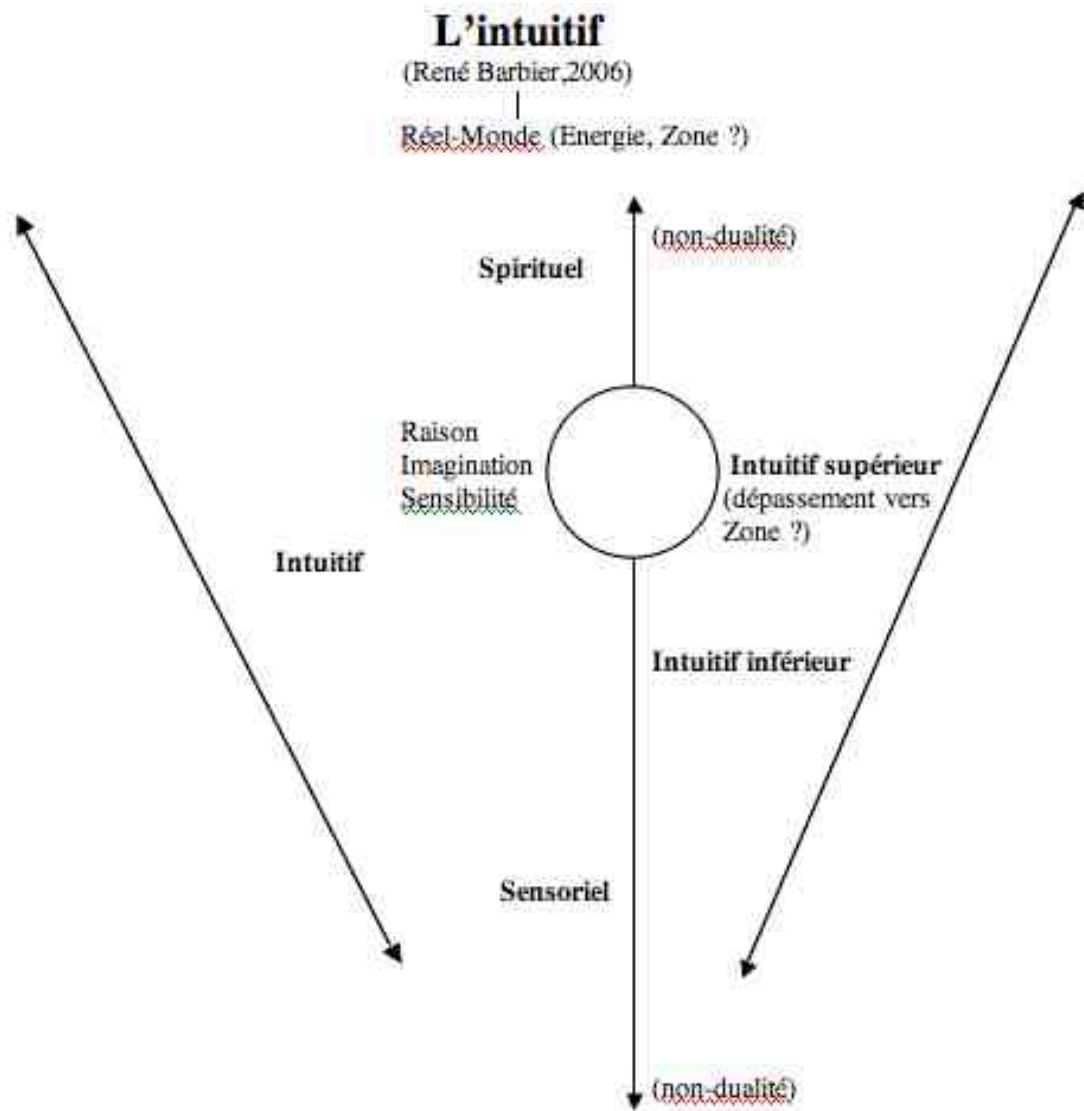 L'intuitif
(René Barbier,2006)
Réel-Monde (Energie, Zone ?)
(non-dualité)
Spirituel
Raison
Imagination
Sensibilité
Intuitif supérieur
(dépassement vers
Zone ?)
Intuitif
Intuitif inférieur
Sensoriel
(non-dualité)